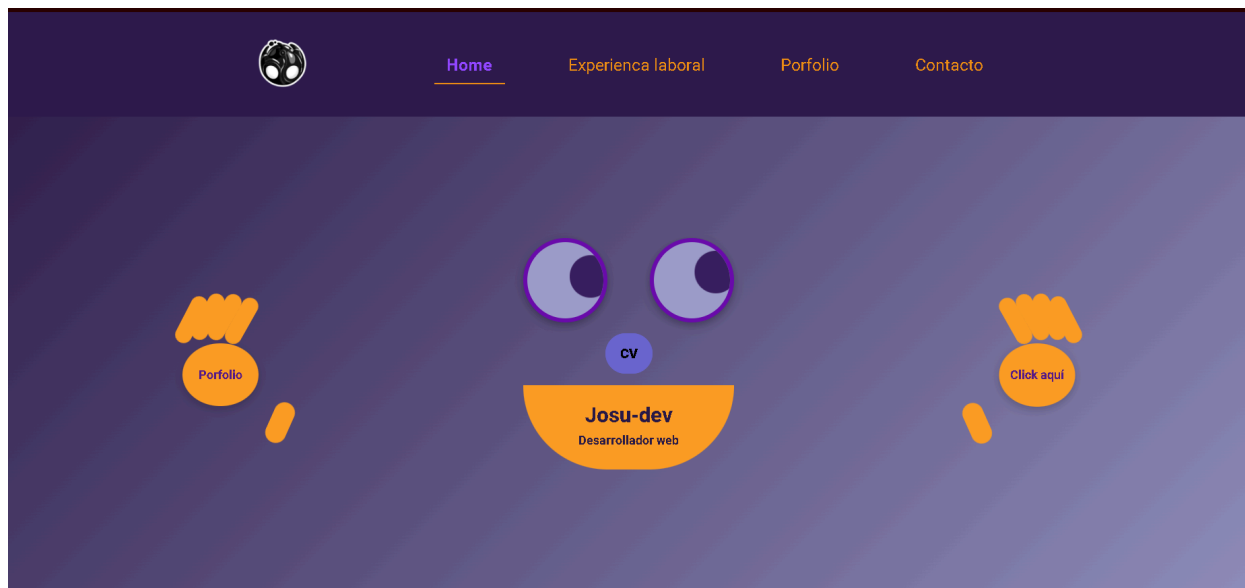 Home
Experienca laboral
Porfolio
Contacto
CV
Porfolio
Click aquí
Josu-dev
Desarrollador web